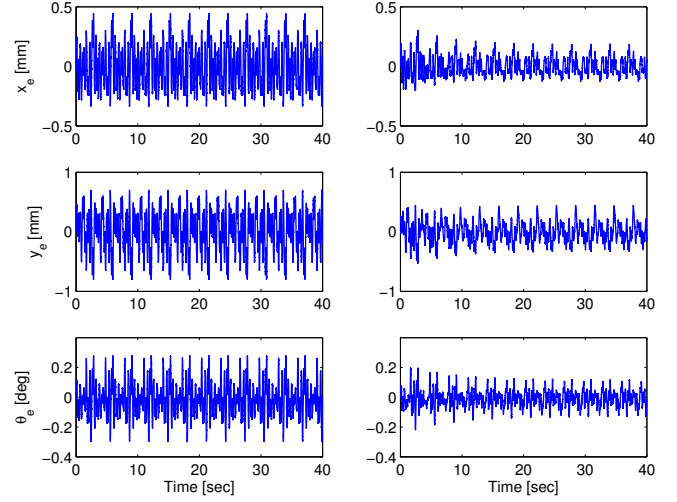 0.5 0.5
x_e [mm] 0 0
−0.5 −0.5
0 10 20 30 40 0 10 20 30 40
1 1
y_e [mm] 0 0
−1 −1
0 10 20 30 40 0 10 20 30 40
0.2 0.2
θ_e [deg] 0 0
−0.2 −0.2
−0.4 −0.4
0 10 20 30 40 0 10 20 30 40
Time [sec] Time [sec]